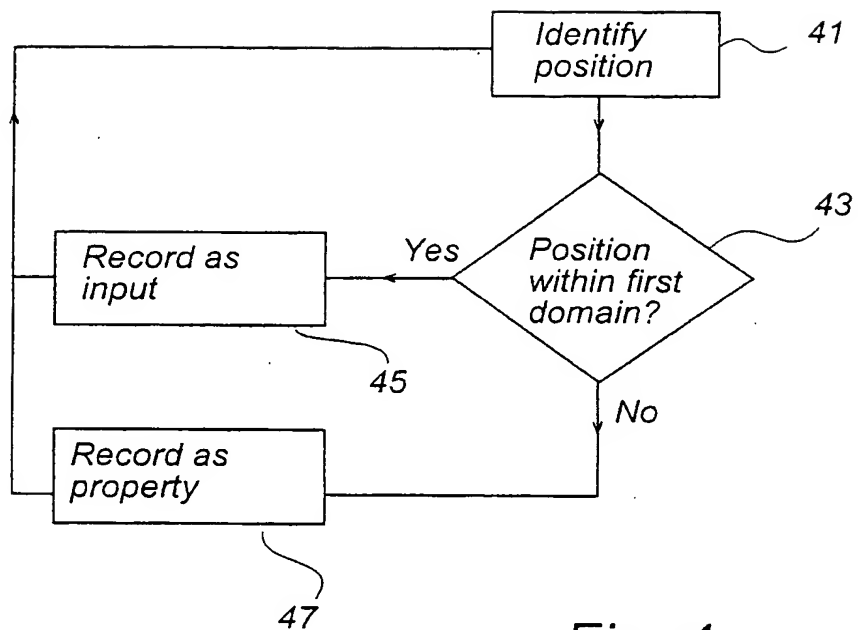 Identify
position
41
43
Position
within first
domain?
Yes
Record as
input
45
No
Record as
property
47